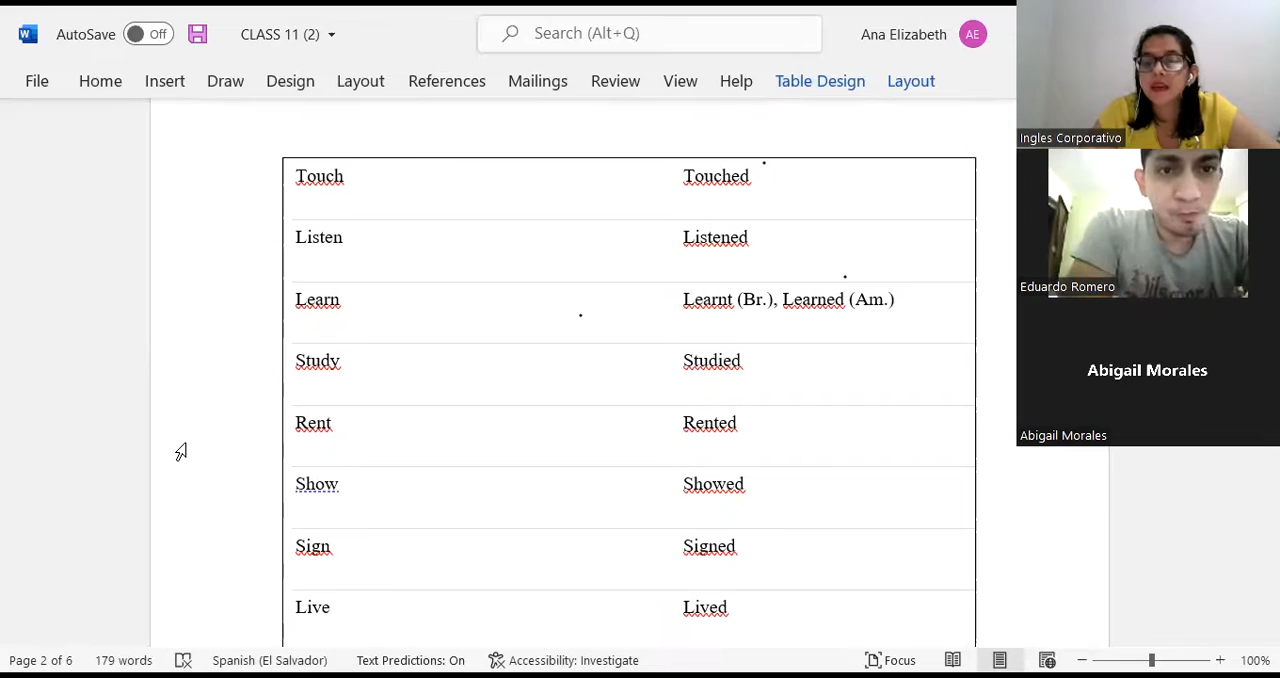 AutoSave Off CLASS 11 (2) Search (Alt+Q) Ana Elizabeth AE
File Home Insert Draw Design Layout References Mailings Review View Help Table Design Layout
Touch Touched
Listen Listened
Learn Learnt (Br.), Learned (Am.)
Study Studied
Rent Rented
Show Showed
Sign Signed
Live Lived
Page 2 of 6 179 words Spanish (El Salvador) Text Predictions: On Accessibility: Investigate Focus 100%
Ingles Corporativo
Eduardo Romero
Abigail Morales
Abigail Morales